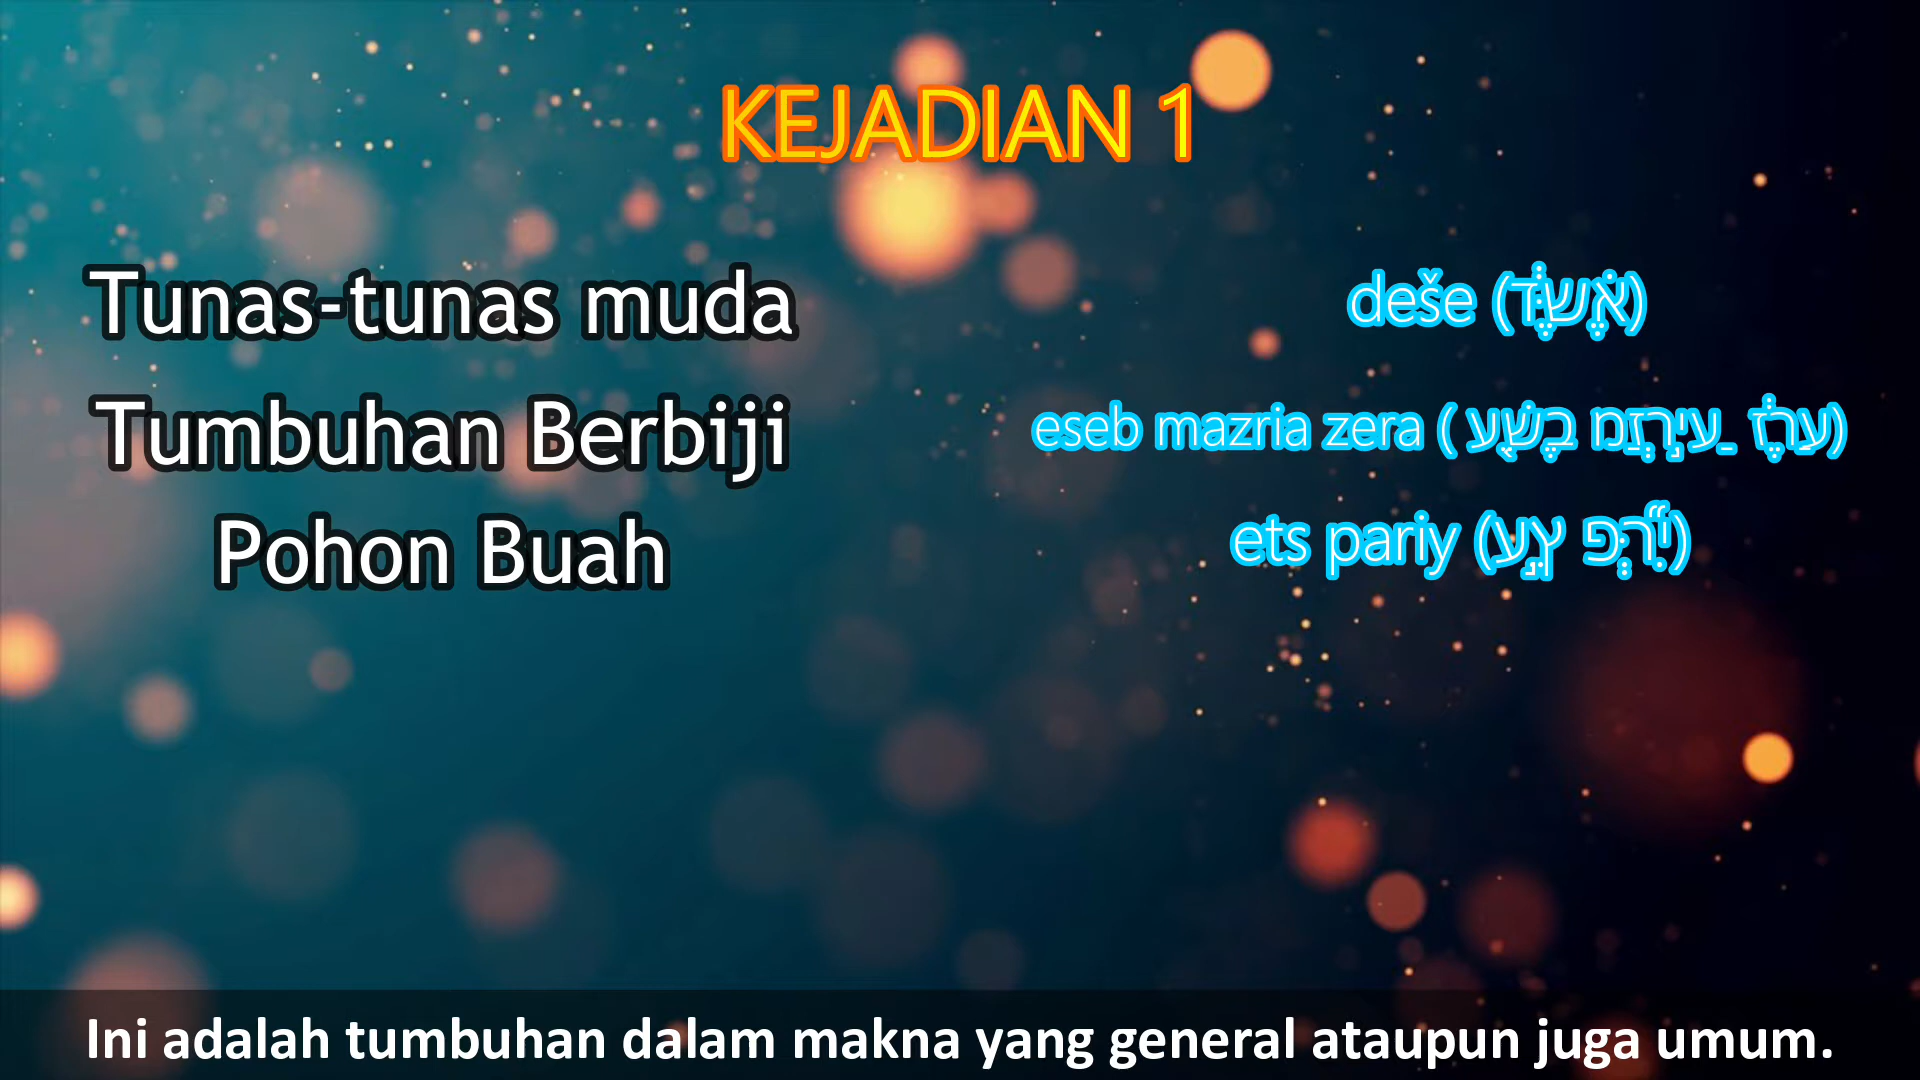 KEJADIAN 1
Tunas-tunas muda
deše (דֶּ֔שֶׁא)
Tumbuhan Berbiji
eseb mazria zera (עֵ֚שֶׂב מַזְרִ֣יעַ זֶ֔רַע)
Pohon Buah
ets pariy (עֵ֣ץ פְּרִ֞י)
Ini adalah tumbuhan dalam makna yang general ataupun juga umum.